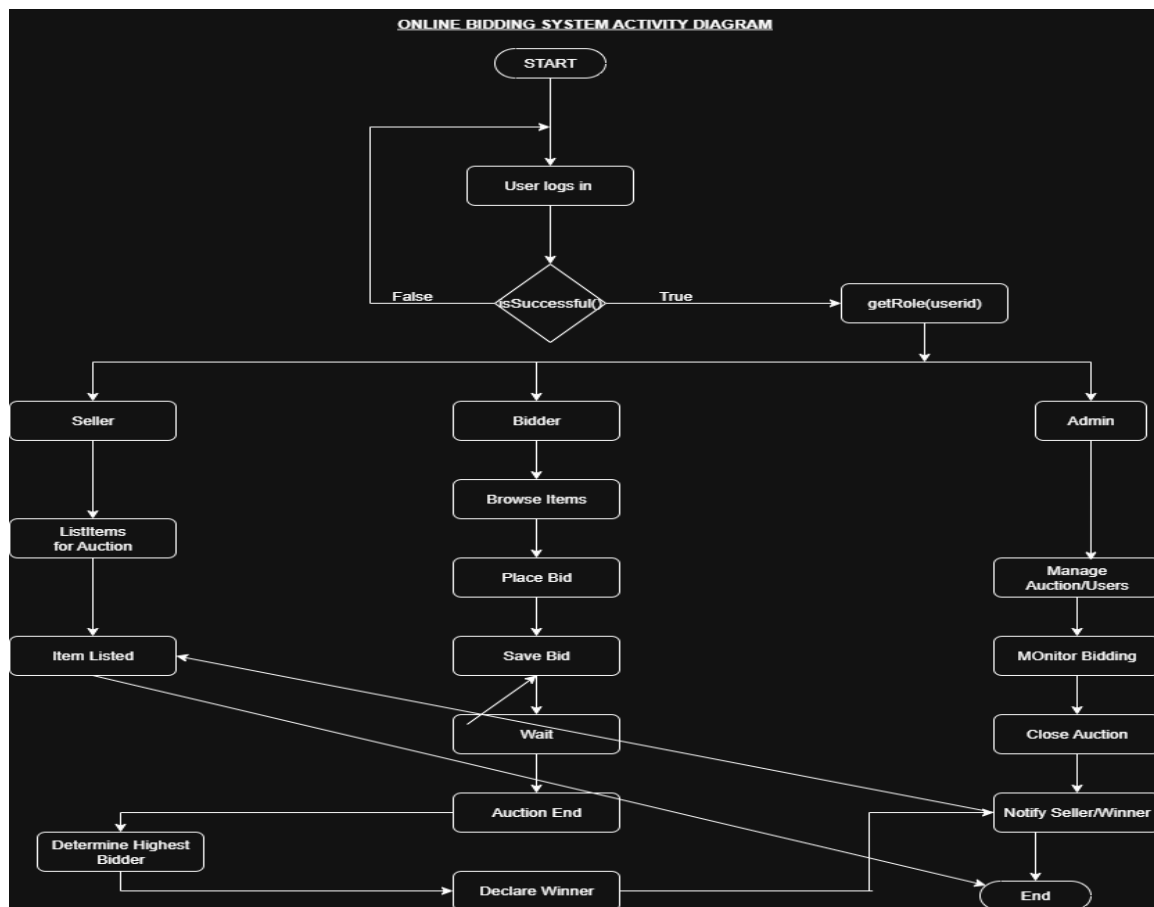 ONLINE BIDDING SYSTEM ACTIVITY DIAGRAM
START
User logs in
False
isSuccessful()
True
getRole(userid)
Seller
Bidder
Admin
Browse Items
ListItems
for Auction
Place Bid
Manage
Auction/Users
Item Listed
Save Bid
MOnitor Bidding
Wait
Close Auction
Auction End
Notify Seller/Winner
Determine Highest
Bidder
Declare Winner
End